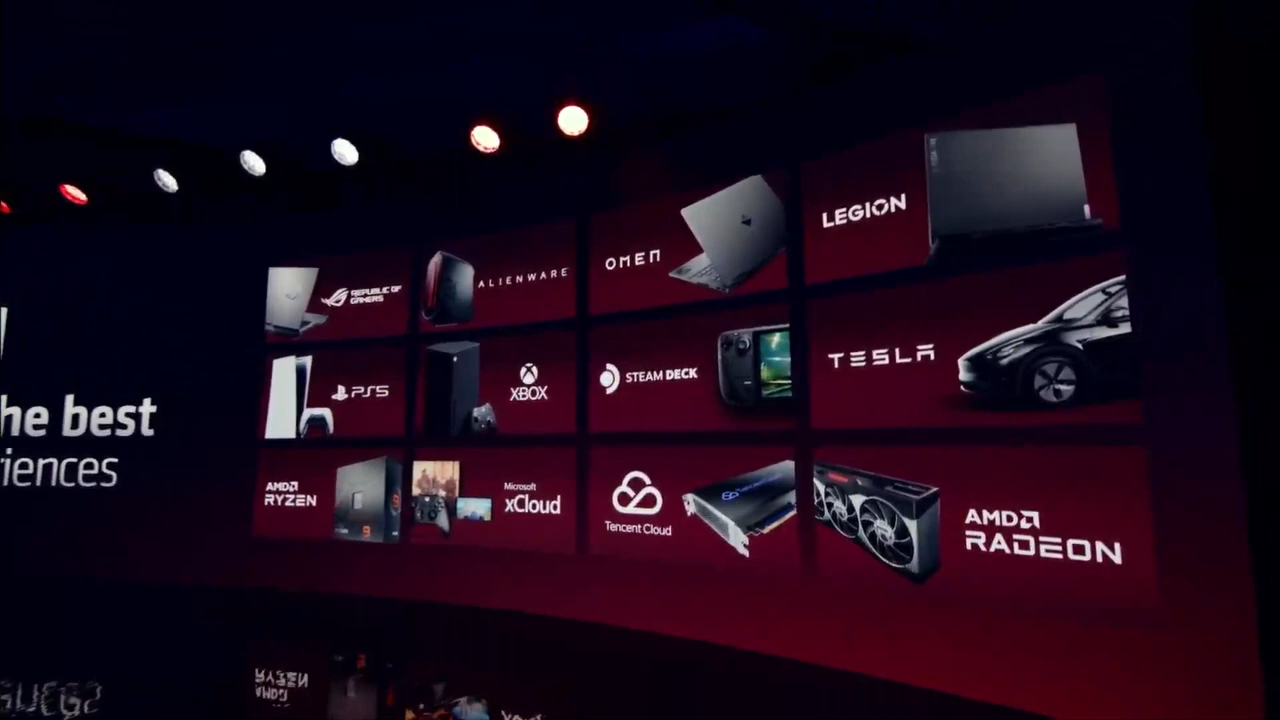 he best
iences
REPUBLIC OF
GAMERS
ALIENWARE
OMEN
LEGION
PS5
XBOX
STEAM DECK
TESLA
AMD
RYZEN
Microsoft
xCloud
Tencent Cloud
AMD
RADEON